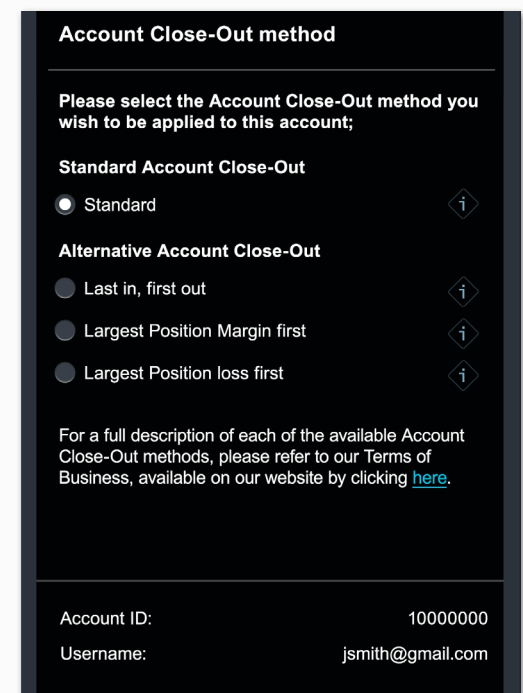 Account Close-Out method
Please select the Account Close-Out method you
wish to be applied to this account;
Standard Account Close-Out
Standard i
Alternative Account Close-Out
Last in, first out i
Largest Position Margin first i
Largest Position loss first i
For a full description of each of the available Account
Close-Out methods, please refer to our Terms of
Business, available on our website by clicking here.
Account ID: 10000000
Username: jsmith@gmail.com